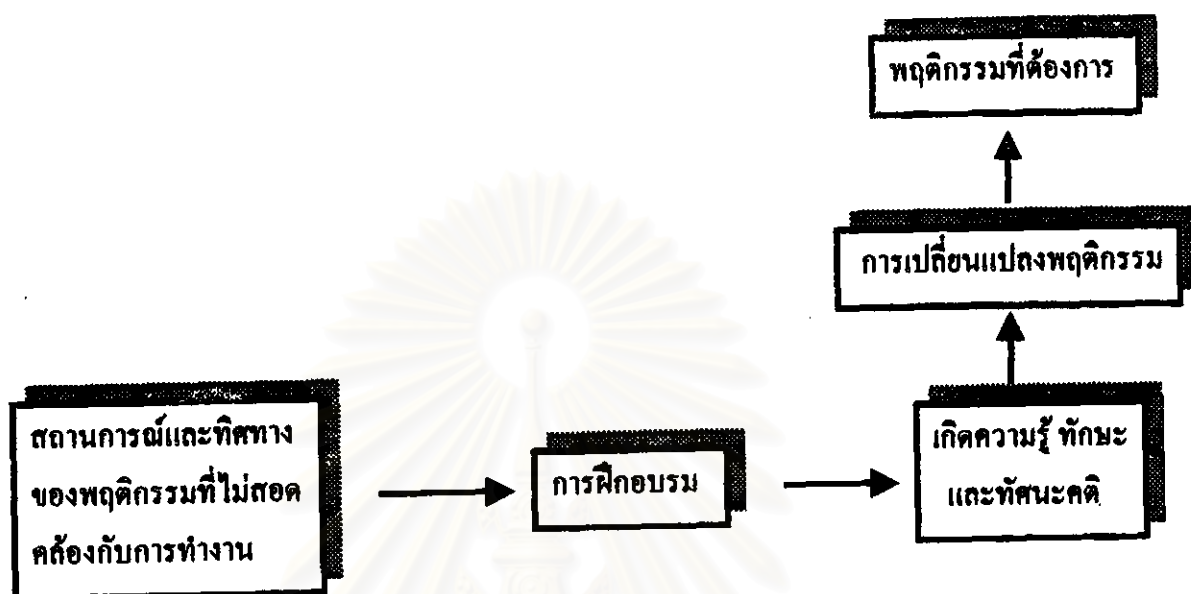 พฤติกรรมที่ต้องการ
การเปลี่ยนแปลงพฤติกรรม
สถานการณ์และทิศทาง
ของพฤติกรรมที่ไม่สอด
คล้องกับการทำงาน
การฝึกอบรม
เกิดความรู้ ทักษะ
และทัศนะคติ